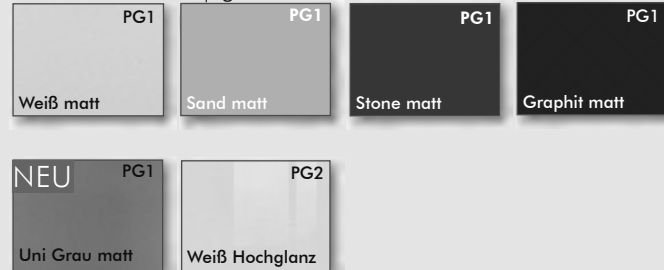 PG1
Weiß matt
PG1
Sand matt
PG1
Stone matt
PG1
Graphit matt
NEU PG1
Uni Grau matt
PG2
Weiß Hochglanz